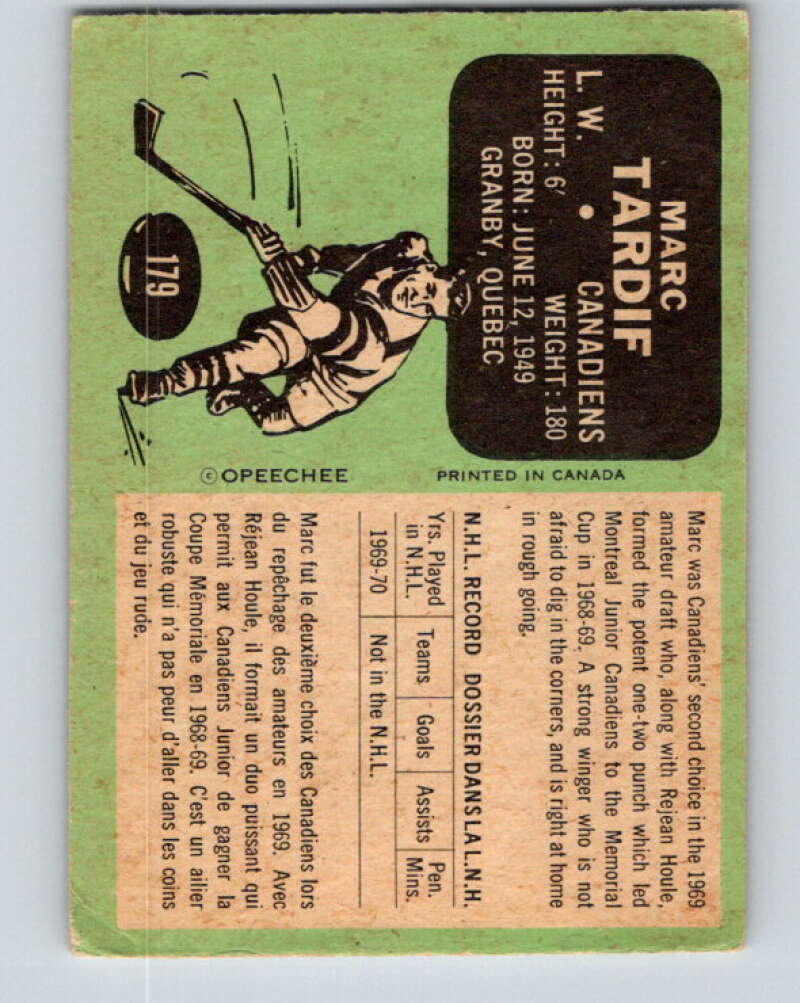 MARC
TARDIF
L. W. • CANADIENS
HEIGHT: 6′ WEIGHT: 180
BORN: JUNE 12, 1949
GRANBY, QUEBEC
179
© OPEECHEE
PRINTED IN CANADA
Marc was Canadiens' second choice in the 1969
amateur draft who, along with Rejean Houle,
formed the potent one-two punch which led
Montreal Junior Canadiens to the Memorial
Cup in 1968-69. A strong winger who is not
afraid to dig in the corners, and is right at home
in rough going.
N.H.L. RECORD DOSSIER DANS LA L.N.H.
Yrs. Played in N.H.L. Teams Goals Assists Pen. Mins.
1969-70 Not in the N.H.L.
Marc fut le deuxième choix des Canadiens lors
du repêchage des amateurs en 1969. Avec
Réjean Houle, il formait un duo puissant qui
permit aux Canadiens Junior de gagner la
Coupe Mémoriale en 1968-69. C'est un ailier
robuste qui n'a pas peur d'aller dans les coins
et du jeu rude.